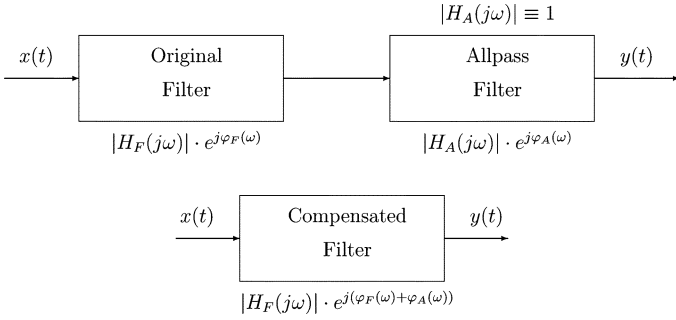 |H_A(jω)| ≡ 1
x(t) Original Allpass y(t)
Filter Filter
|H_F(jω)| · e^{jφ_F(ω)} |H_A(jω)| · e^{jφ_A(ω)}
x(t) Compensated y(t)
Filter
|H_F(jω)| · e^{j(φ_F(ω)+φ_A(ω))}